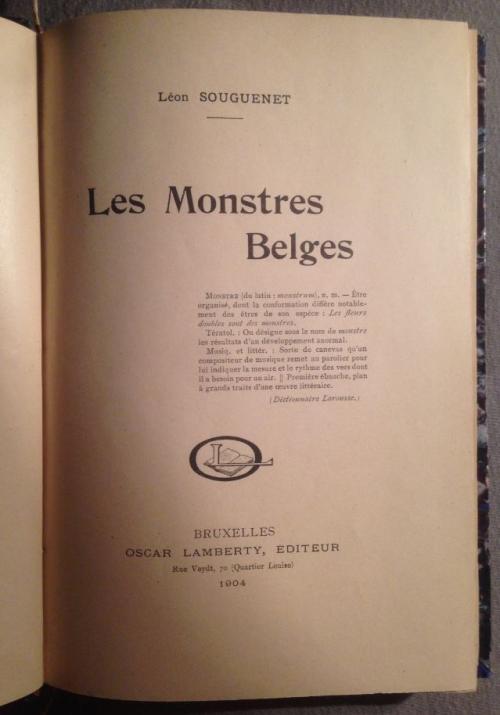 Léon SOUGUENET
Les Monstres
Belges
MONSTRE (du latin : monstrum), n. m. — Être
organisé, dont la conformation diffère notable-
ment des êtres de son espèce : Les fleurs
doubles sont des monstres.
Tératol. : On désigne sous le nom de monstre
les résultats d'un développement anormal.
Musiq. et littér. : Sorte de canevas qu'un
compositeur de musique remet au parolier pour
lui indiquer la mesure et le rythme des vers dont
il a besoin pour un air. || Première ébauche, plan
à grands traits d'une œuvre littéraire.
(Dictionnaire Larousse.)
OL
BRUXELLES
OSCAR LAMBERTY, EDITEUR
Rue Veydt, 70 (Quartier Louise)
1904